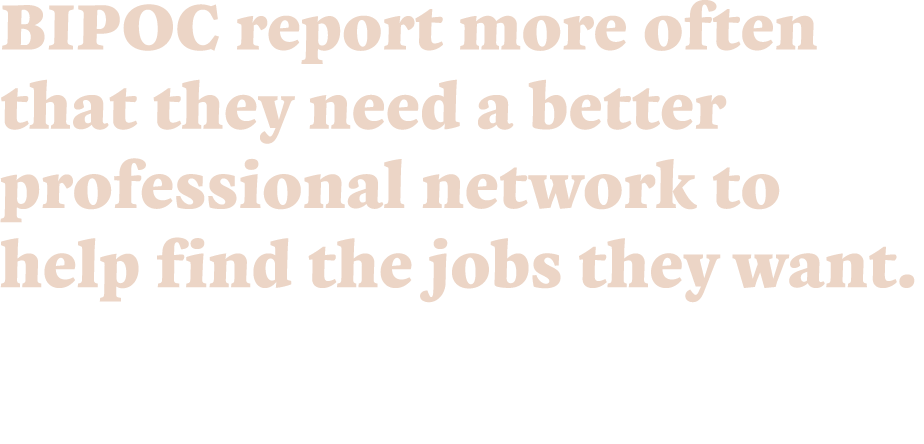 BIPOC report more often
that they need a better
professional network to
help find the jobs they want.